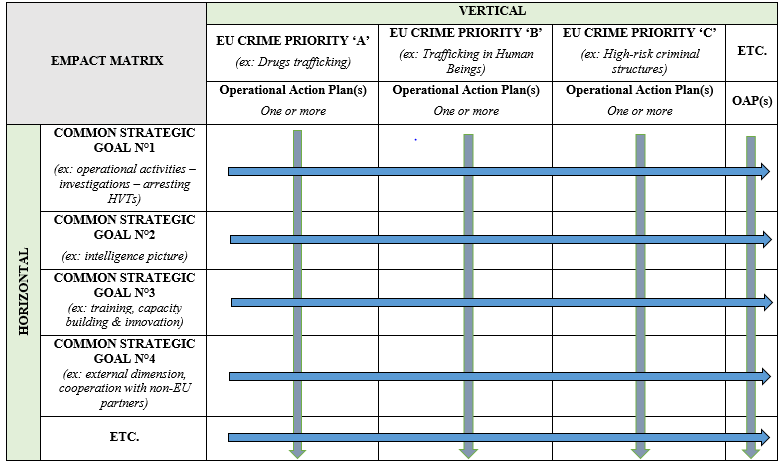 VERTICAL
EMPACT MATRIX
EU CRIME PRIORITY ‘A’
(ex: Drugs trafficking)
EU CRIME PRIORITY ‘B’
(ex: Trafficking in Human
Beings)
EU CRIME PRIORITY ‘C’
(ex: High-risk criminal
structures)
ETC.
Operational Action Plan(s)
One or more
Operational Action Plan(s)
One or more
Operational Action Plan(s)
One or more
OAP(s)
HORIZONTAL
COMMON STRATEGIC
GOAL N°1
(ex: operational activities –
investigations – arresting
HVTs)
COMMON STRATEGIC
GOAL N°2
(ex: intelligence picture)
COMMON STRATEGIC
GOAL N°3
(ex: training, capacity
building & innovation)
COMMON STRATEGIC
GOAL N°4
(ex: external dimension,
cooperation with non-EU
partners)
ETC.